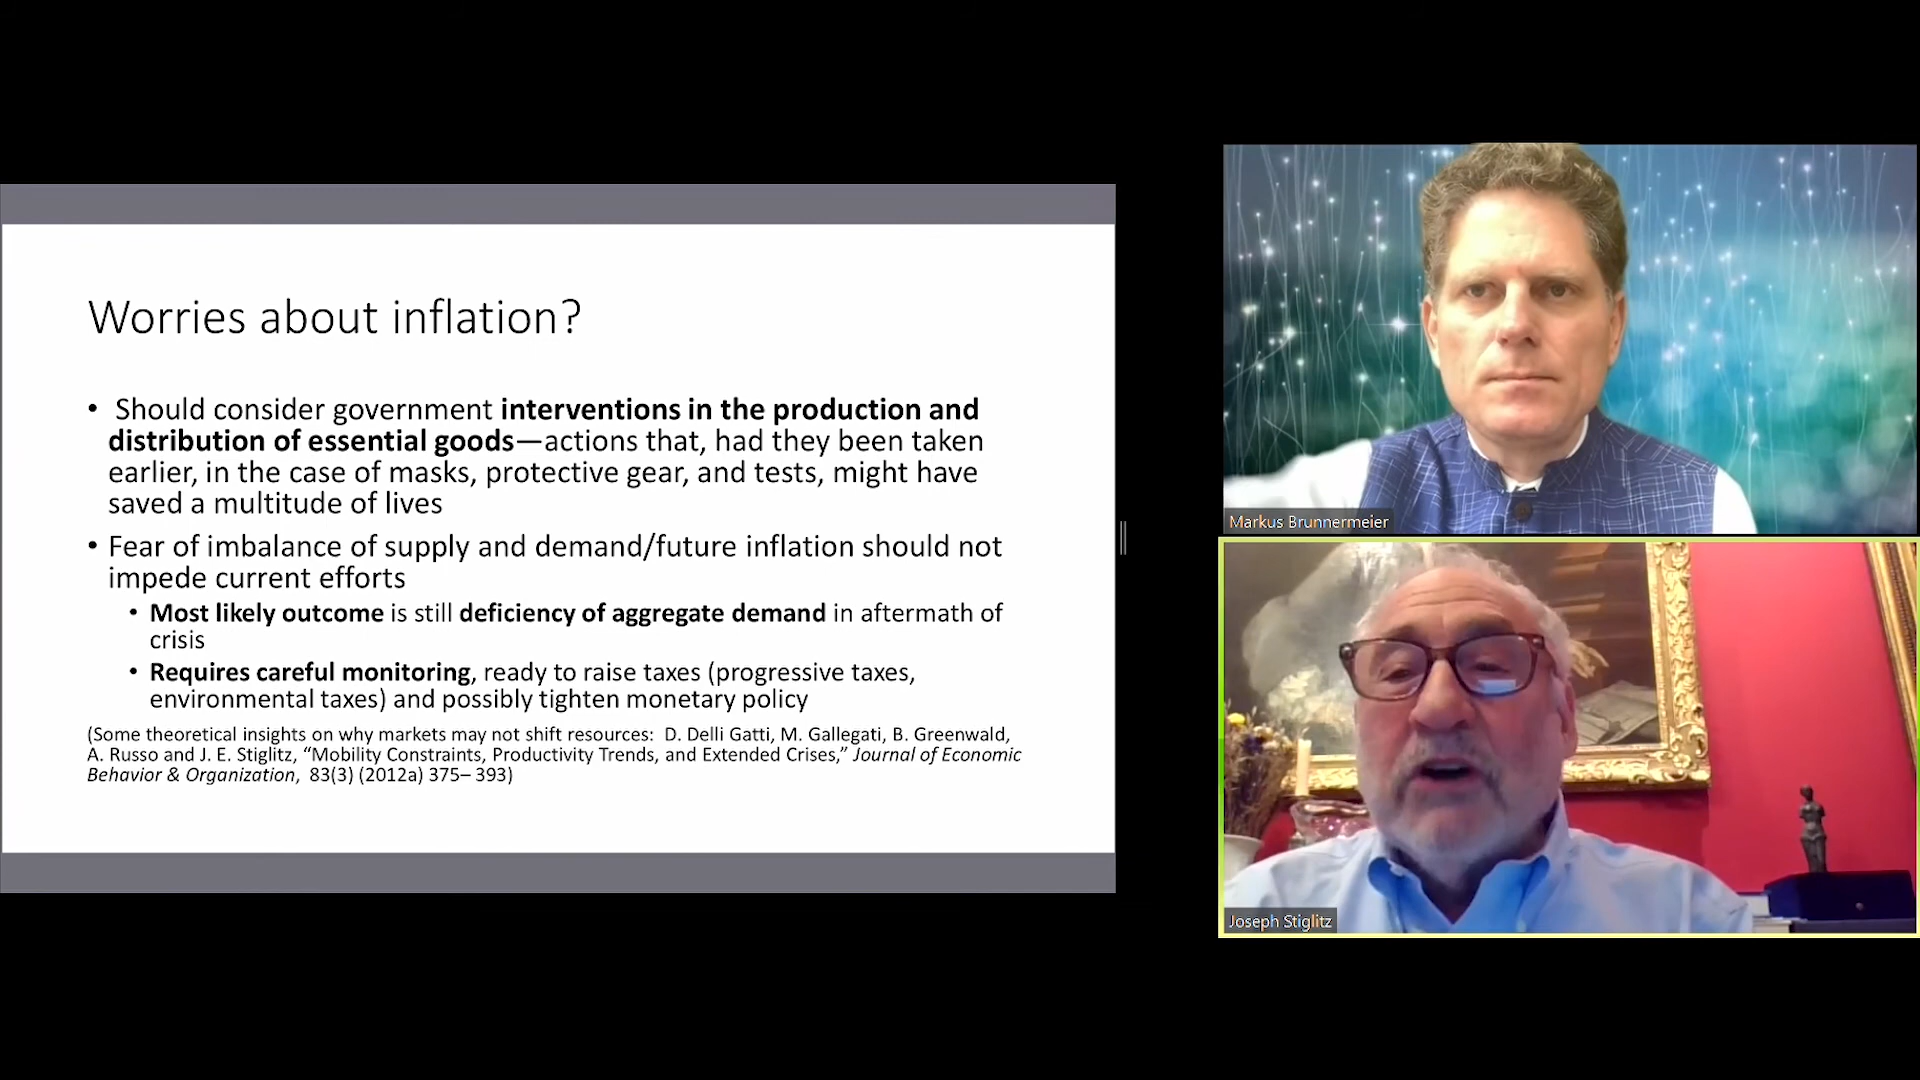 Worries about inflation?
• Should consider government interventions in the production and
distribution of essential goods—actions that, had they been taken
earlier, in the case of masks, protective gear, and tests, might have
saved a multitude of lives
• Fear of imbalance of supply and demand/future inflation should not
impede current efforts
• Most likely outcome is still deficiency of aggregate demand in aftermath of
crisis
• Requires careful monitoring, ready to raise taxes (progressive taxes,
environmental taxes) and possibly tighten monetary policy
(Some theoretical insights on why markets may not shift resources: D. Delli Gatti, M. Gallegati, B. Greenwald,
A. Russo and J. E. Stiglitz, “Mobility Constraints, Productivity Trends, and Extended Crises,” Journal of Economic
Behavior & Organization, 83(3) (2012a) 375– 393)
Markus Brunnermeier
Joseph Stiglitz